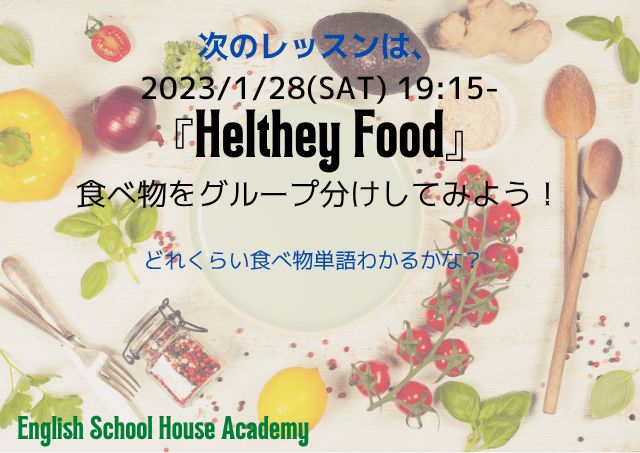 次のレッスンは、
2023/1/28(SAT) 19:15-
『Helthey Food』
食べ物をグループ分けしてみよう！
どれくらい食べ物単語わかるかな？
English School House Academy